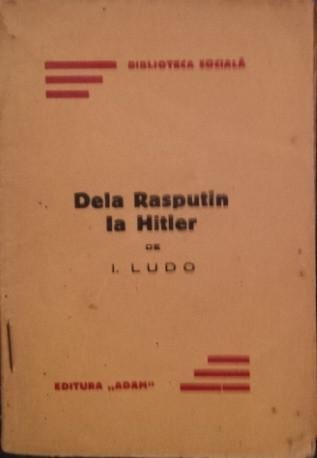 BIBLIOTECA SOCIALĂ
Dela Rasputin
la Hitler
DE
I. LUDO
EDITURA „ADAM"